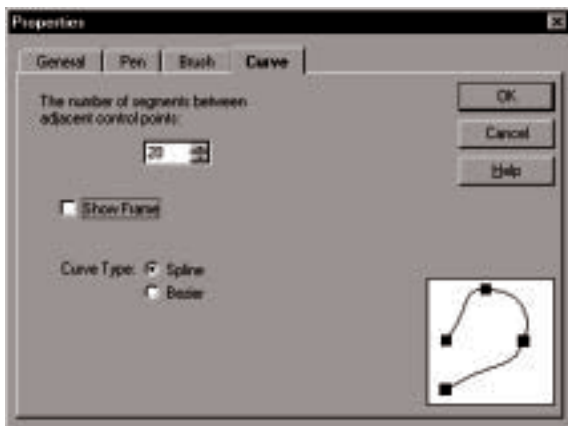 Properties
General Pen Brush Curve
The number of segments between
adjacent control points:
20
Show Frame
Curve Type: Spline
Bezier
OK
Cancel
Help